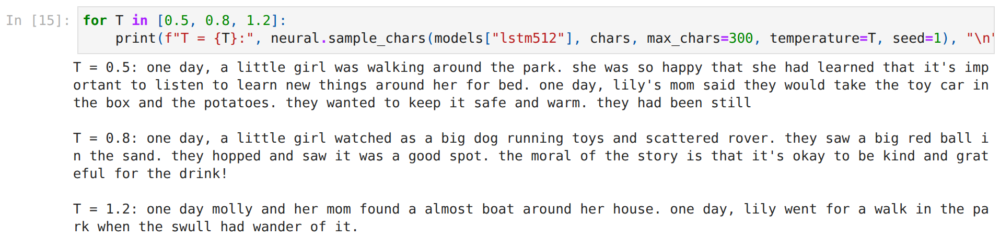 In [15]: for T in [0.5, 0.8, 1.2]:
    print(f"T = {T}:", neural.sample_chars(models["lstm512"], chars, max_chars=300, temperature=T, seed=1), "\n"
T = 0.5: one day, a little girl was walking around the park. she was so happy that she had learned that it's imp
ortant to listen to learn new things around her for bed. one day, lily's mom said they would take the toy car in
the box and the potatoes. they wanted to keep it safe and warm. they had been still
T = 0.8: one day, a little girl watched as a big dog running toys and scattered rover. they saw a big red ball i
n the sand. they hopped and saw it was a good spot. the moral of the story is that it's okay to be kind and grat
eful for the drink!
T = 1.2: one day molly and her mom found a almost boat around her house. one day, lily went for a walk in the pa
rk when the swull had wander of it.